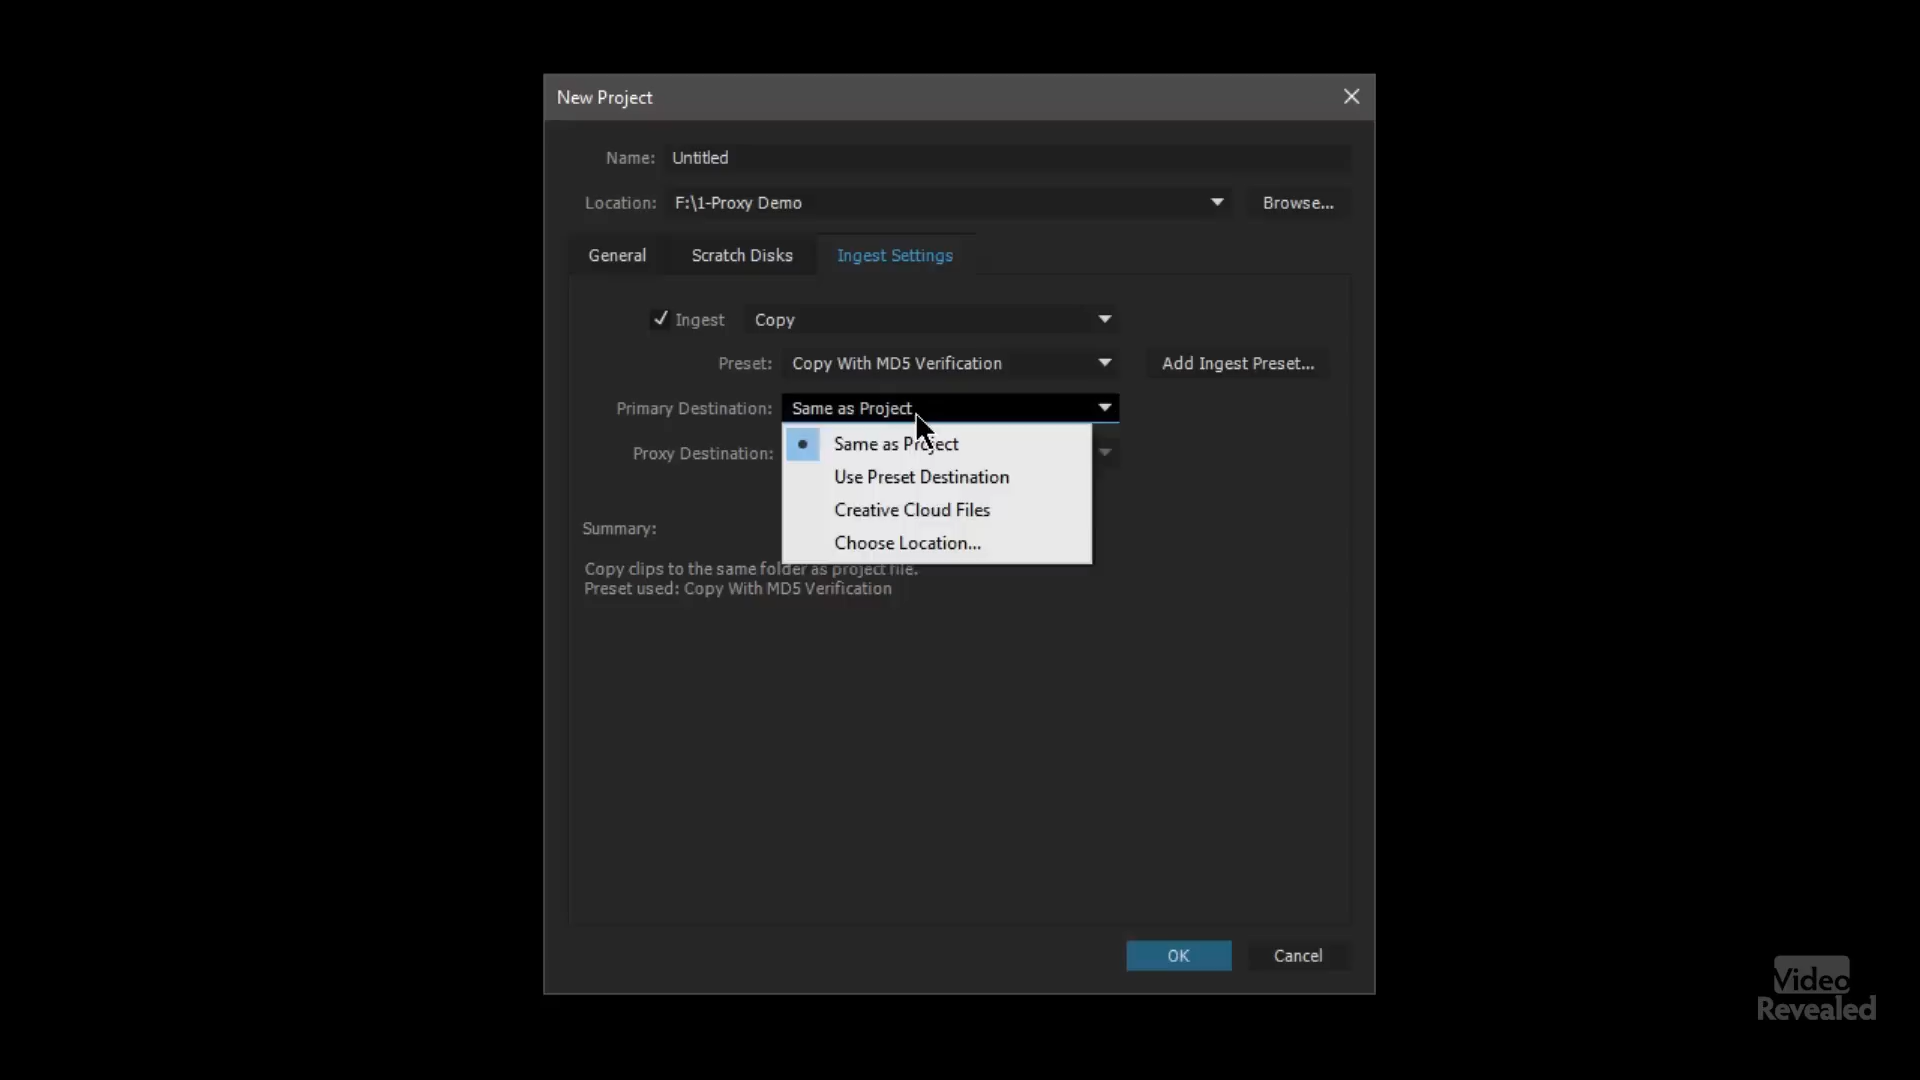 New Project
Name: Untitled
Location: F:\1-Proxy Demo Browse...
General Scratch Disks Ingest Settings
Ingest Copy
Preset: Copy With MD5 Verification Add Ingest Preset...
Primary Destination: Same as Project
Same as Project
Proxy Destination:
Use Preset Destination
Creative Cloud Files
Summary:
Choose Location...
Copy clips to the same folder as project file.
Preset used: Copy With MD5 Verification
OK Cancel
Video
Revealed